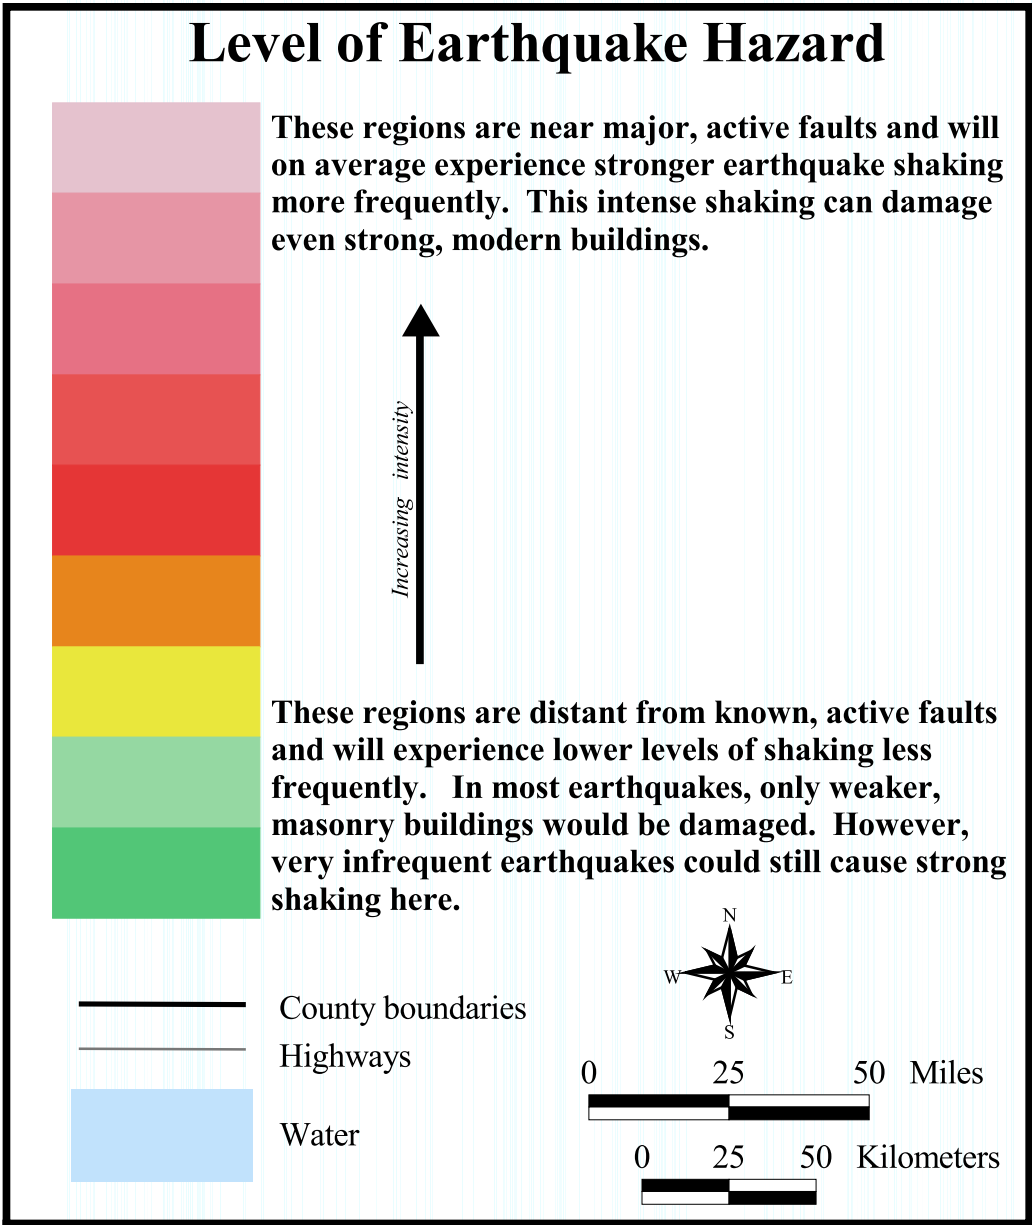 Level of Earthquake Hazard
These regions are near major, active faults and will
on average experience stronger earthquake shaking
more frequently.  This intense shaking can damage
even strong, modern buildings.
Increasing intensity
These regions are distant from known, active faults
and will experience lower levels of shaking less
frequently.   In most earthquakes, only weaker,
masonry buildings would be damaged.  However,
very infrequent earthquakes could still cause strong
shaking here.
N
W E
S
County boundaries
Highways
Water
0 25 50 Miles
0 25 50 Kilometers